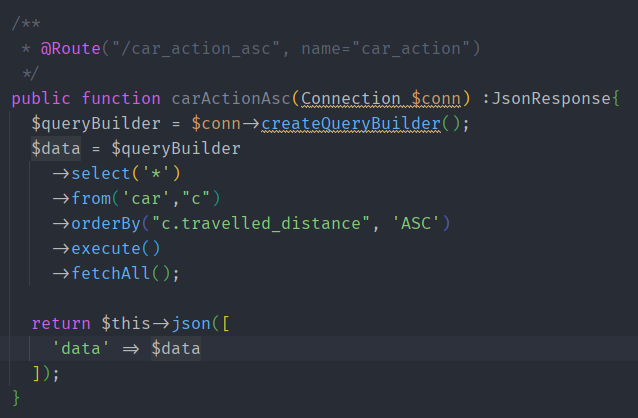 /**
 * @Route("/car_action_asc", name="car_action")
 */
public function carActionAsc(Connection $conn) :JsonResponse{
  $queryBuilder = $conn->createQueryBuilder();
  $data = $queryBuilder
    ->select('*')
    ->from('car',"c")
    ->orderBy("c.travelled_distance", 'ASC')
    ->execute()
    ->fetchAll();

  return $this->json([
    'data' => $data
  ]);
}